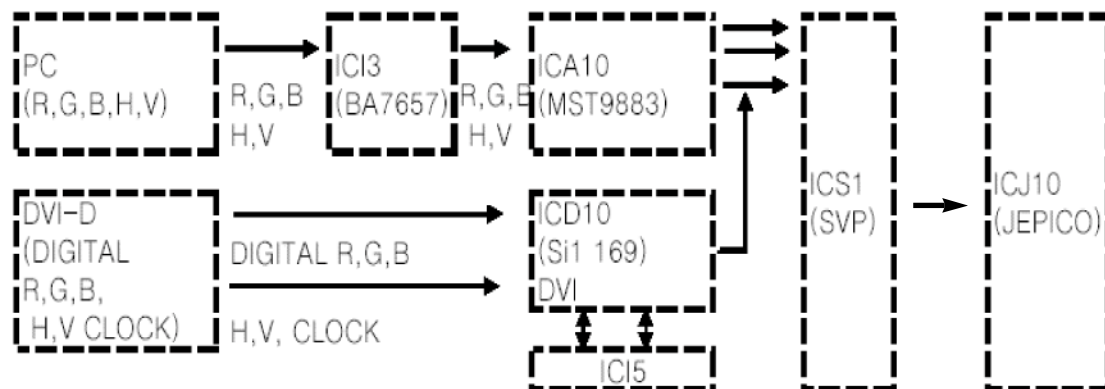 PC
(R,G,B,H,V)
R,G,B
H,V
ICI3
(BA7657)
R,G,B
H,V
ICA10
(MST9883)
DVI-D
(DIGITAL
R,G,B,
H,V CLOCK)
DIGITAL R,G,B
H,V, CLOCK
ICD10
(Si1 169)
DVI
ICI5
ICS1
(SVP)
ICJ10
(JEPICO)